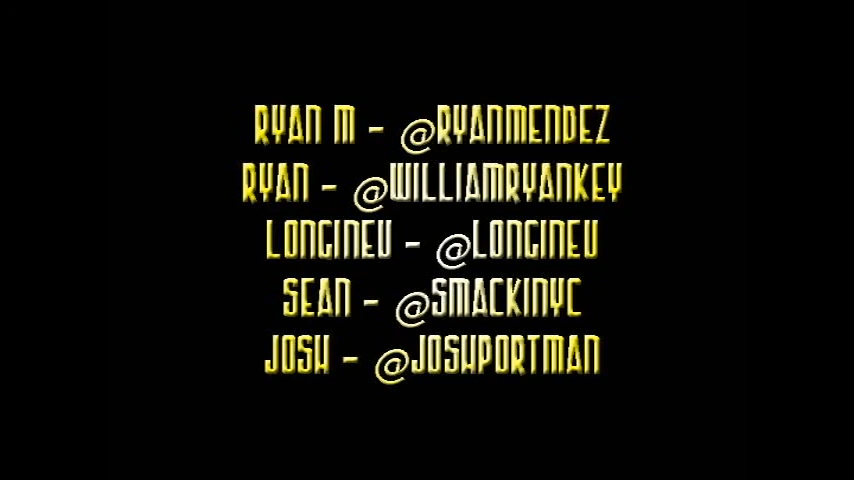 RYAN M - @RYANMENDEZ
RYAN - @WILLIAMRYANKEY
LONGINEU - @LONGINEU
SEAN - @SMACKINYC
JOSH - @JOSHPORTMAN